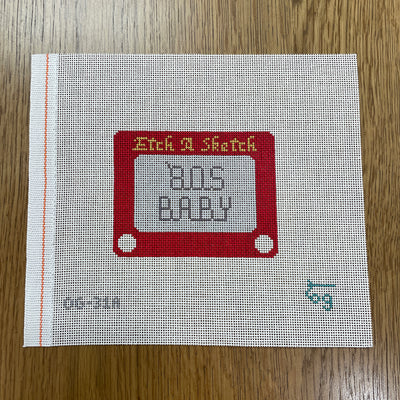 Etch A Sketch
'80S
BABY
OG-31A
og